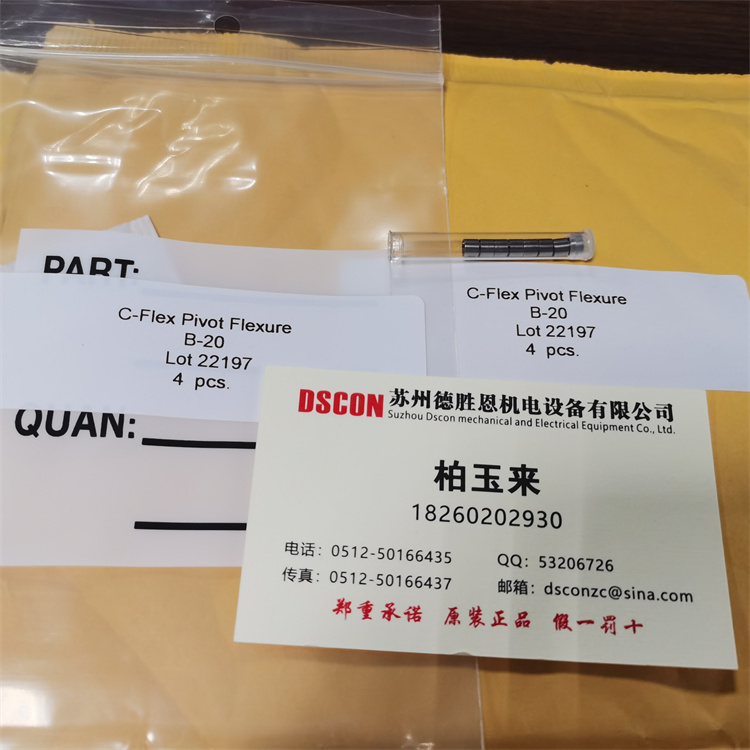 PART:
C-Flex Pivot Flexure
B-20
Lot 22197
4 pcs.
QUAN:
C-Flex Pivot Flexure
B-20
Lot 22197
4 pcs.
DSCON 苏州德胜恩机电设备有限公司
Suzhou Dscon mechanical and Electrical Equipment Co., Ltd.
柏玉来
18260202930
电话：0512-50166435 QQ：53206726
传真：0512-50166437 邮箱：dsconzc@sina.com
郑重承诺 原装正品 假一罚十